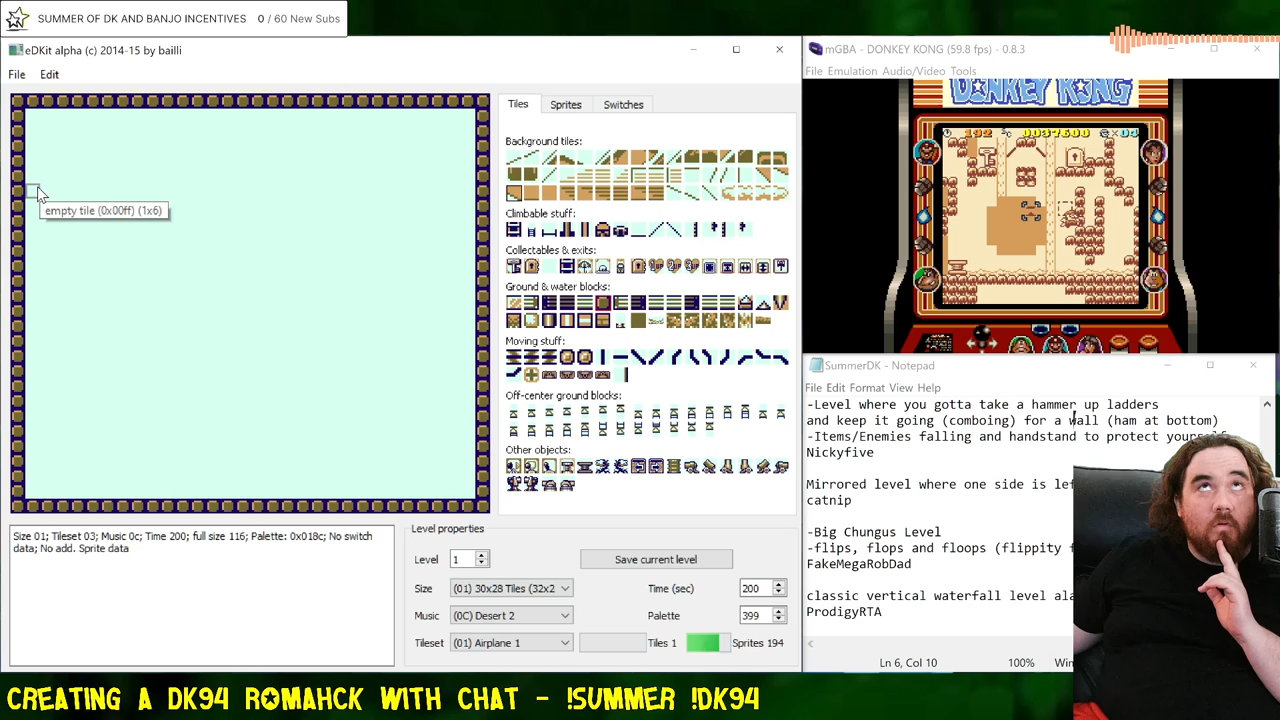 SUMMER OF DK AND BANJO INCENTIVES 0 / 60 New Subs
eDKit alpha (c) 2014-15 by bailli
File Edit
empty tile (0x00ff) (1x6)
Tiles Sprites Switches
Background tiles:
Climbable stuff:
Collectables & exits:
Ground & water blocks:
Moving stuff:
Off-center ground blocks:
Other objects:
Size 01; Tileset 03; Music 0c; Time 200; full size 116; Palette: 0x018c; No switch
data; No add. Sprite data
Level properties
Level 1 Save current level
Size (01) 30x28 Tiles (32x2 Time (sec) 200
Music (0C) Desert 2 Palette 399
Tileset (01) Airplane 1 Tiles 1 Sprites 194
mGBA - DONKEY KONG (59.8 fps) - 0.8.3
File Emulation Audio/Video Tools
DONKEY KONG
192 0037600 04
SummerDK - Notepad
File Edit Format View Help
-Level where you gotta take a hammer up ladders
and keep it going (comboing) for a wall (ham at bottom)
-Items/Enemies falling and handstand to protect yourself
Nickyfive
Mirrored level where one side is
catnip
-Big Chungus Level
-flips, flops and floops (flippity
FakeMegaRobDad
classic vertical waterfall level
ProdigyRTA
Ln 6, Col 10 100%
CREATING A DK94 ROMAHCK WITH CHAT - !SUMMER !DK94